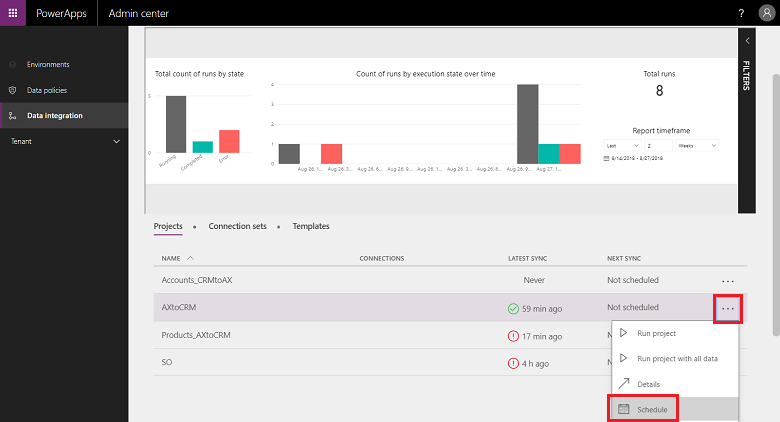 PowerApps Admin center ?
Environments
Data policies
Data integration
Tenant
Total count of runs by state
5
0
Running
Completed
Error
Count of runs by execution state over time
4
3
2
1
0
Aug 26, 1... Aug 26, 3... Aug 26, 6... Aug 26, 9... Aug 26, 1... Aug 26, 3... Aug 26, 6... Aug 26, 9... Aug 27, 1...
Total runs
8
Report timeframe
Last 2 Weeks
8/14/2018 - 8/27/2018
FILTERS
Projects • Connection sets • Templates
NAME CONNECTIONS LATEST SYNC NEXT SYNC
Accounts_CRMtoAX Never Not scheduled ...
AXtoCRM 59 min ago Not scheduled ...
Products_AXtoCRM 17 min ago
SO 4 h ago
Run project
Run project with all data
Details
Schedule